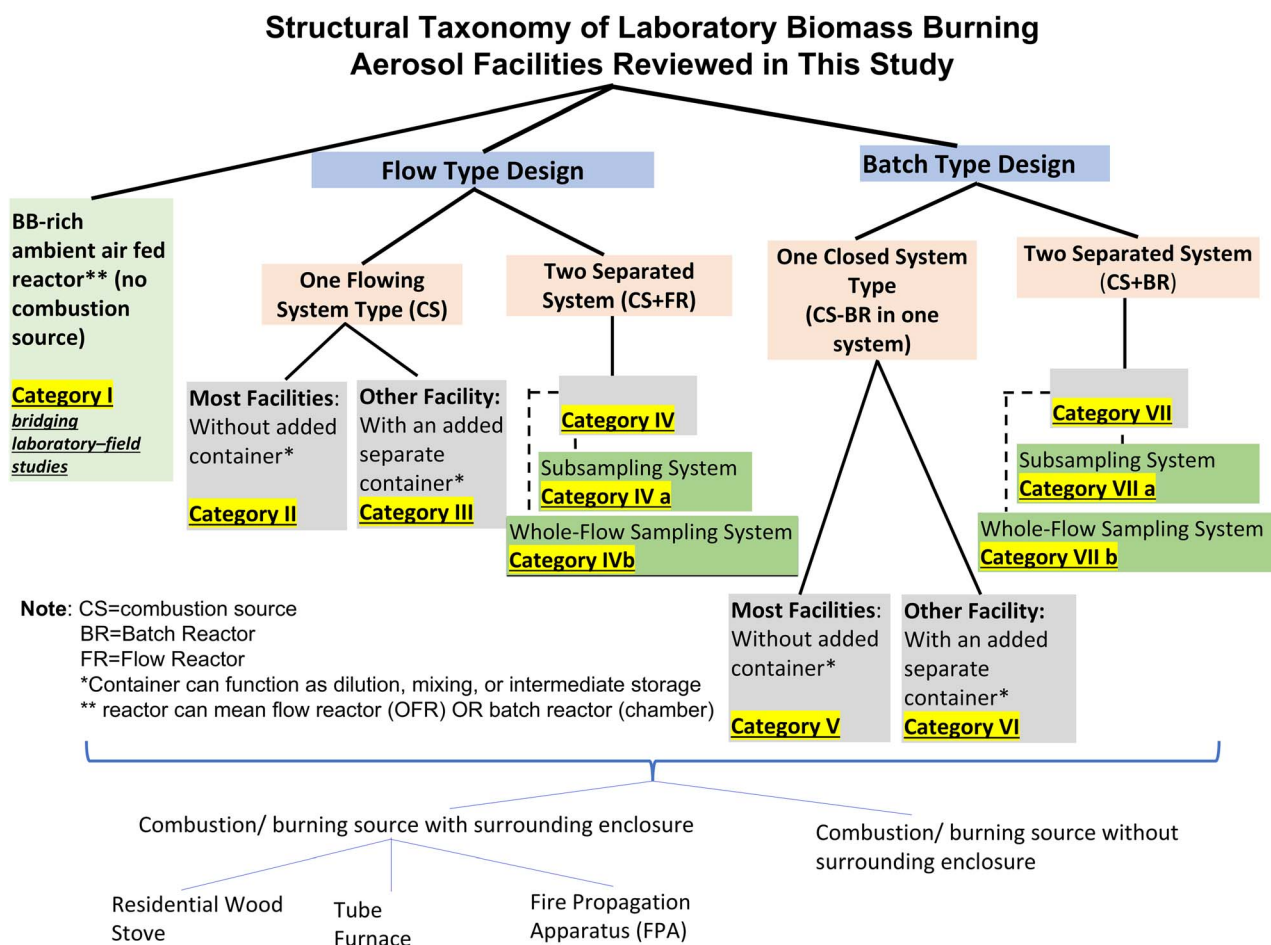 Structural Taxonomy of Laboratory Biomass Burning
Aerosol Facilities Reviewed in This Study
Flow Type Design
Batch Type Design
BB-rich
ambient air fed
reactor** (no
combustion
source)
Category I
bridging
laboratory–field
studies
One Flowing
System Type (CS)
Two Separated
System (CS+FR)
One Closed System
Type
(CS-BR in one
system)
Two Separated System
(CS+BR)
Most Facilities:
Without added
container*
Category II
Other Facility:
With an added
separate
container*
Category III
Category IV
Subsampling System
Category IV a
Whole-Flow Sampling System
Category IVb
Category VII
Subsampling System
Category VII a
Whole-Flow Sampling System
Category VII b
Most Facilities:
Without added
container*
Category V
Other Facility:
With an added
separate
container*
Category VI
Note: CS=combustion source
BR=Batch Reactor
FR=Flow Reactor
*Container can function as dilution, mixing, or intermediate storage
** reactor can mean flow reactor (OFR) OR batch reactor (chamber)
Combustion/ burning source with surrounding enclosure
Combustion/ burning source without
surrounding enclosure
Residential Wood
Stove
Tube
Furnace
Fire Propagation
Apparatus (FPA)